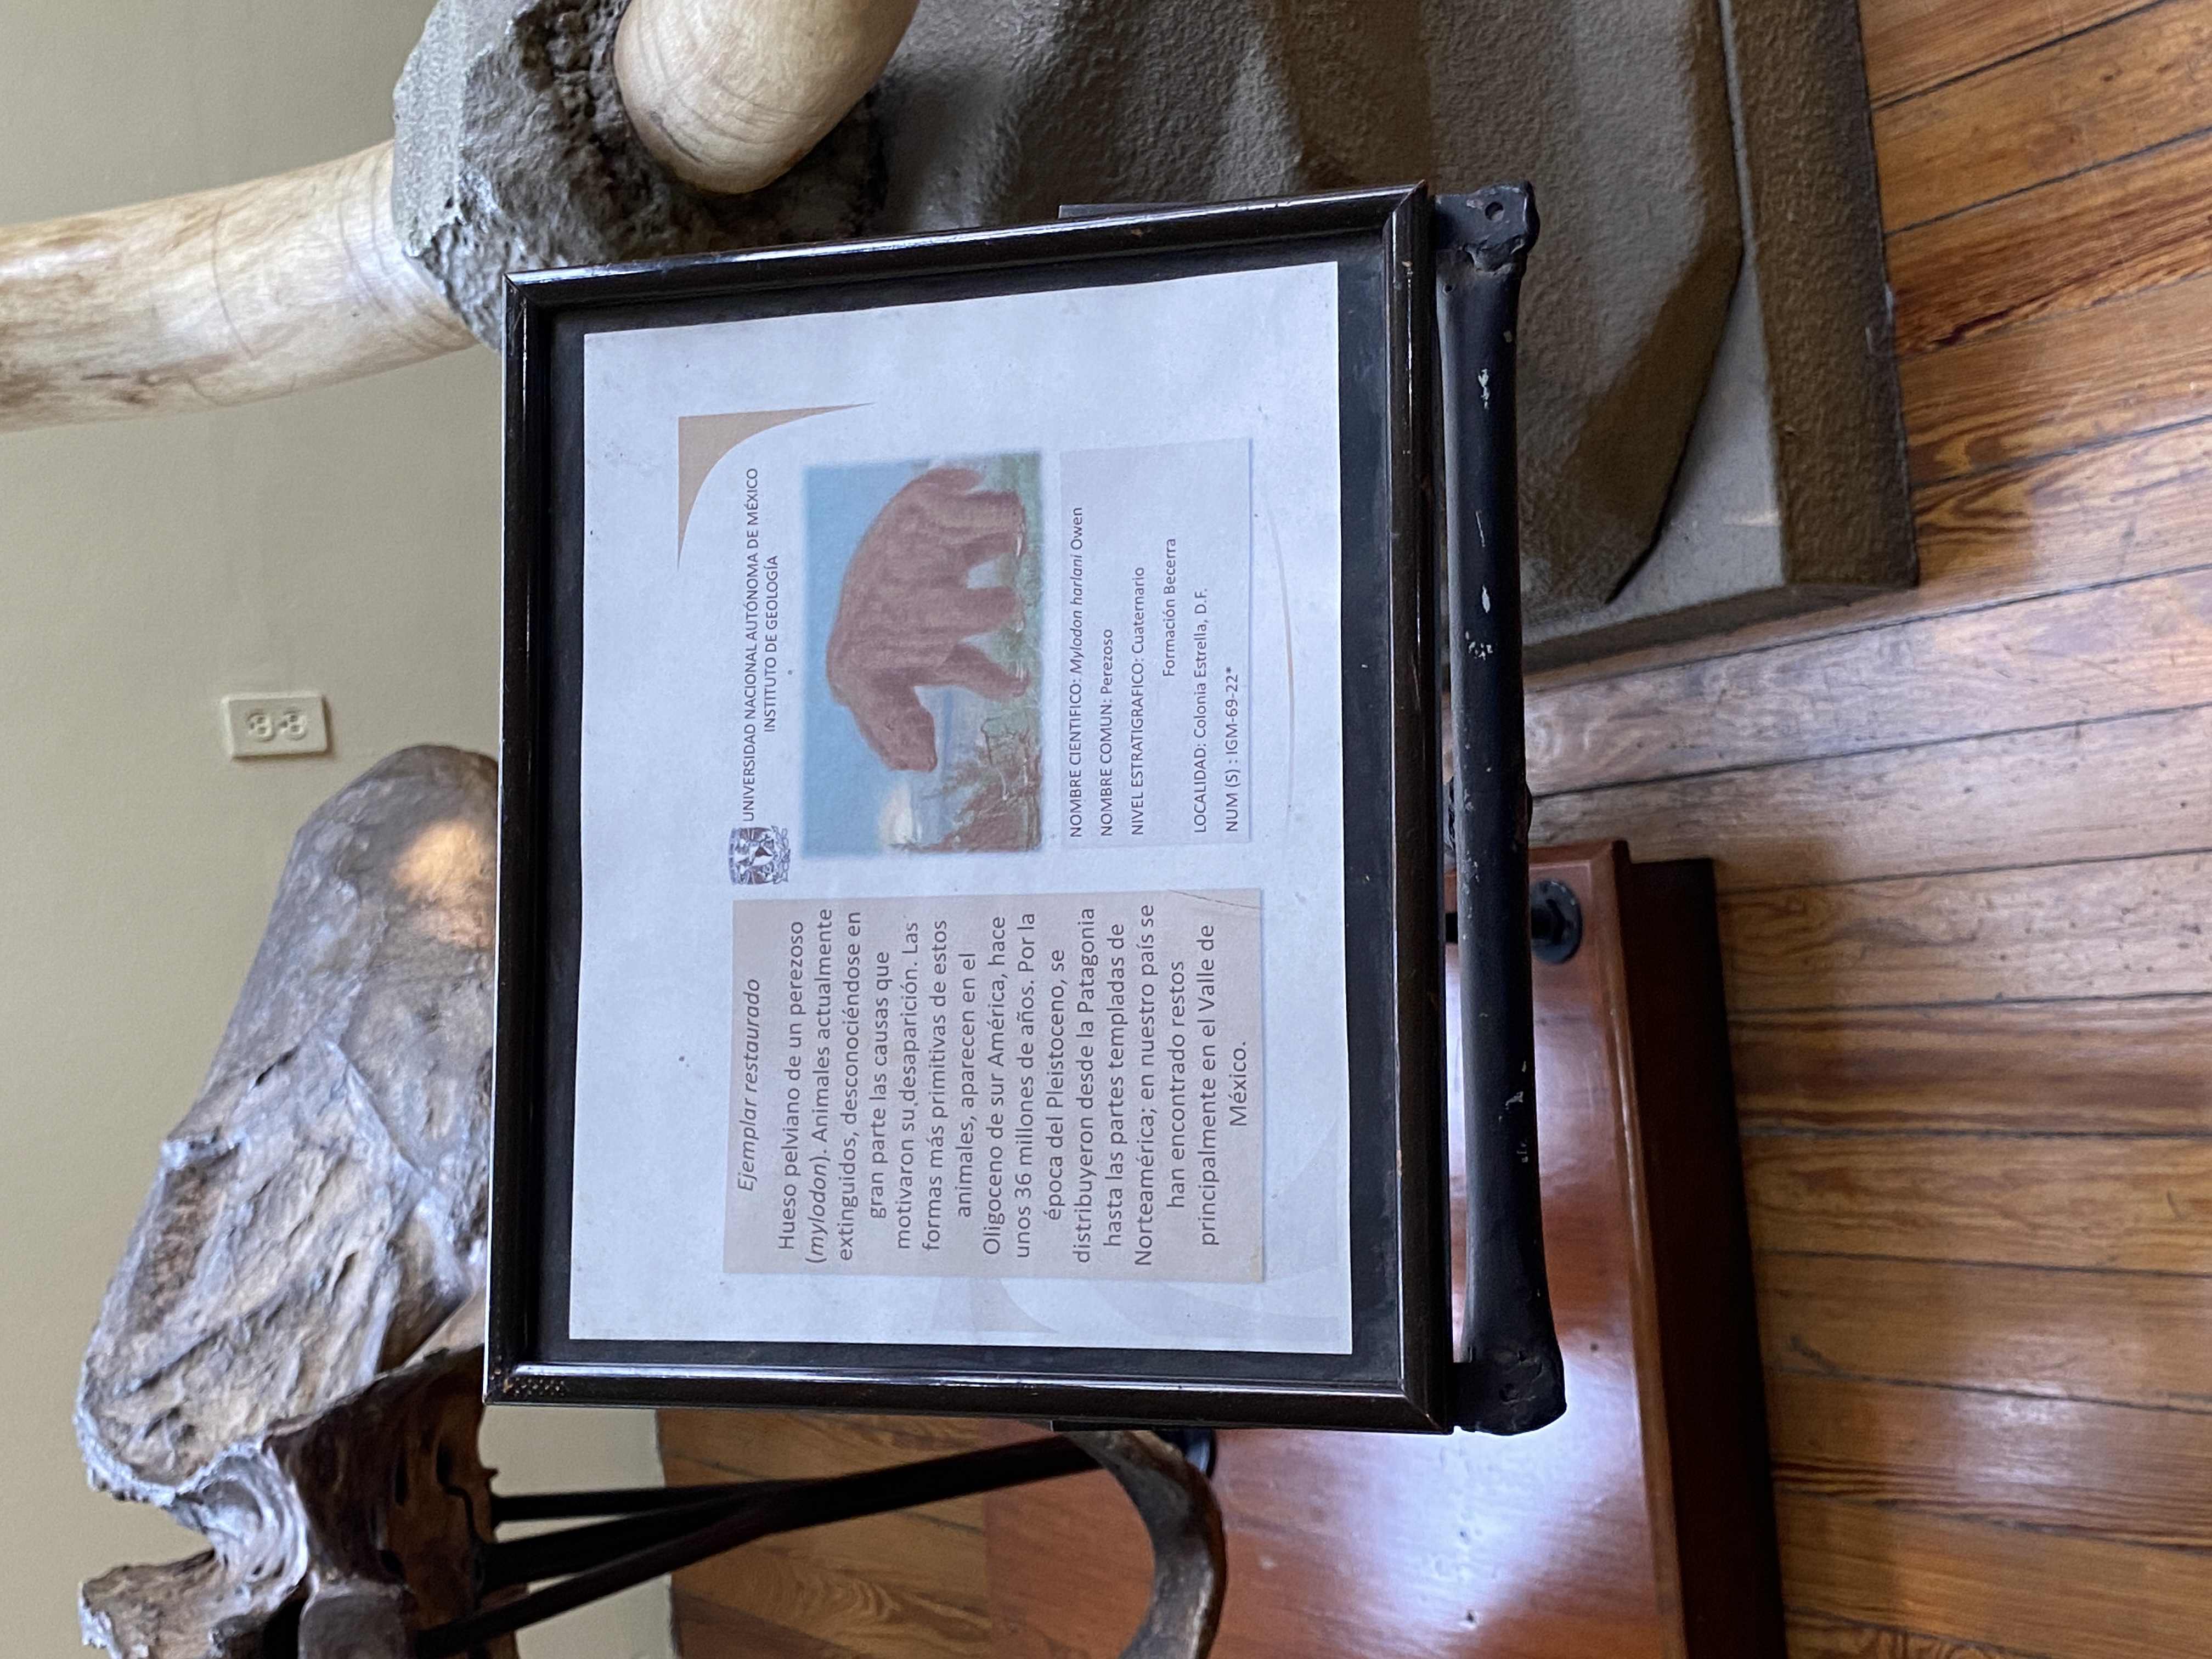 Ejemplar restaurado
Hueso pelviano de un perezoso
(mylodon). Animales actualmente
extinguidos, desconociéndose en
gran parte las causas que
motivaron su desaparición. Las
formas más primitivas de estos
animales, aparecen en el
Oligoceno de sur América, hace
unos 36 millones de años. Por la
época del Pleistoceno, se
distribuyeron desde la Patagonia
hasta las partes templadas de
Norteamérica; en nuestro país se
han encontrado restos
principalmente en el Valle de
México.
UNIVERSIDAD NACIONAL AUTÓNOMA DE MÉXICO
INSTITUTO DE GEOLOGÍA
NOMBRE CIENTIFICO: Mylodon harlani Owen
NOMBRE COMUN: Perezoso
NIVEL ESTRATIGRAFICO: Cuaternario
Formación Becerra
LOCALIDAD: Colonia Estrella, D.F.
NUM (S) : IGM-69-22*